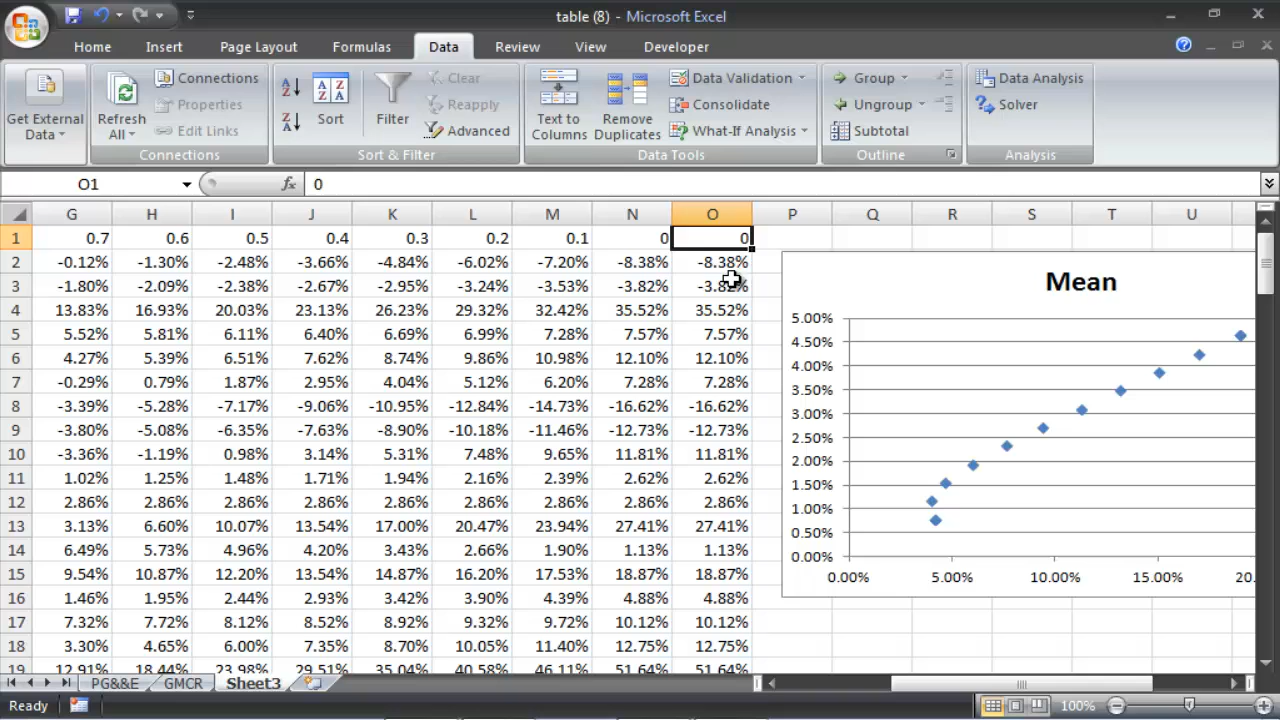 table (8) - Microsoft Excel
Home Insert Page Layout Formulas Data Review View Developer
Get External Data
Refresh All
Connections
Properties
Edit Links
Connections
Sort
Filter
Clear
Reapply
Advanced
Sort & Filter
Text to Columns
Remove Duplicates
Data Validation
Consolidate
What-If Analysis
Data Tools
Group
Ungroup
Subtotal
Outline
Data Analysis
Solver
Analysis
O1 fx 0
G H I J K L M N O P Q R S T U
1 0.7 0.6 0.5 0.4 0.3 0.2 0.1 0 0
2 -0.12% -1.30% -2.48% -3.66% -4.84% -6.02% -7.20% -8.38% -8.38%
3 -1.80% -2.09% -2.38% -2.67% -2.95% -3.24% -3.53% -3.82% -3.82%
4 13.83% 16.93% 20.03% 23.13% 26.23% 29.32% 32.42% 35.52% 35.52%
5 5.52% 5.81% 6.11% 6.40% 6.69% 6.99% 7.28% 7.57% 7.57%
6 4.27% 5.39% 6.51% 7.62% 8.74% 9.86% 10.98% 12.10% 12.10%
7 -0.29% 0.79% 1.87% 2.95% 4.04% 5.12% 6.20% 7.28% 7.28%
8 -3.39% -5.28% -7.17% -9.06% -10.95% -12.84% -14.73% -16.62% -16.62%
9 -3.80% -5.08% -6.35% -7.63% -8.90% -10.18% -11.46% -12.73% -12.73%
10 -3.36% -1.19% 0.98% 3.14% 5.31% 7.48% 9.65% 11.81% 11.81%
11 1.02% 1.25% 1.48% 1.71% 1.94% 2.16% 2.39% 2.62% 2.62%
12 2.86% 2.86% 2.86% 2.86% 2.86% 2.86% 2.86% 2.86% 2.86%
13 3.13% 6.60% 10.07% 13.54% 17.00% 20.47% 23.94% 27.41% 27.41%
14 6.49% 5.73% 4.96% 4.20% 3.43% 2.66% 1.90% 1.13% 1.13%
15 9.54% 10.87% 12.20% 13.54% 14.87% 16.20% 17.53% 18.87% 18.87%
16 1.46% 1.95% 2.44% 2.93% 3.42% 3.90% 4.39% 4.88% 4.88%
17 7.32% 7.72% 8.12% 8.52% 8.92% 9.32% 9.72% 10.12% 10.12%
18 3.30% 4.65% 6.00% 7.35% 8.70% 10.05% 11.40% 12.75% 12.75%
19 12.91% 18.44% 23.98% 29.51% 35.04% 40.58% 46.11% 51.64% 51.64%
Mean
5.00%
4.50%
4.00%
3.50%
3.00%
2.50%
2.00%
1.50%
1.00%
0.50%
0.00%
0.00% 5.00% 10.00% 15.00% 20.
PG&&E GMCR Sheet3
Ready 100%